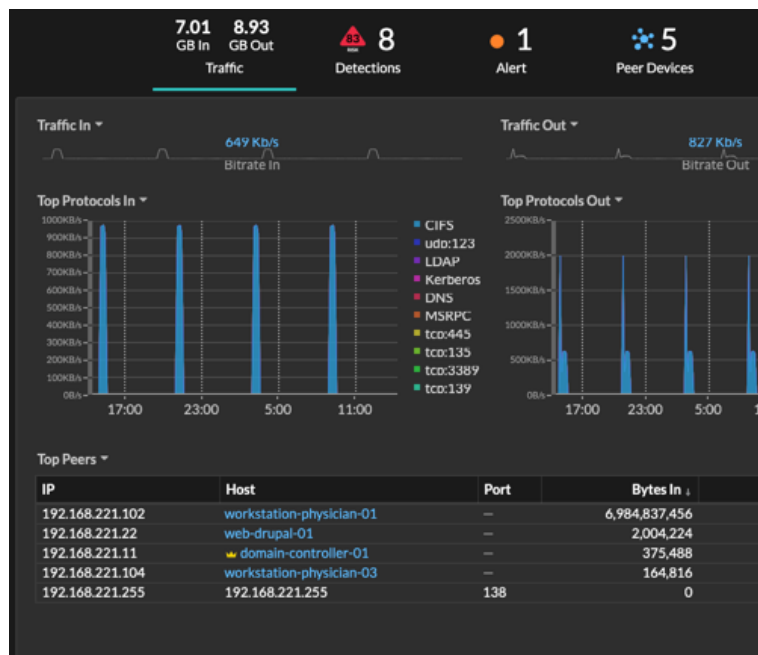 7.01 8.93 83 8 1 5
GB In GB Out RISK
Traffic Detections Alert Peer Devices
Traffic In Traffic Out
649 Kb/s 827 Kb/s
Bitrate In Bitrate Out
Top Protocols In Top Protocols Out
1000KB/s
900KB/s
800KB/s
700KB/s
600KB/s
500KB/s
400KB/s
300KB/s
200KB/s
100KB/s
0B/s
17:00 23:00 5:00 11:00
CIFS
udp:123
LDAP
Kerberos
DNS
MSRPC
tcp:445
tcp:135
tcp:3389
tcp:139
2500KB/s
2000KB/s
1500KB/s
1000KB/s
500KB/s
0B/s
17:00 23:00 5:00 1
Top Peers
IP Host Port Bytes In ↓
192.168.221.102 workstation-physician-01 — 6,984,837,456
192.168.221.22 web-drupal-01 — 2,004,224
192.168.221.11 domain-controller-01 — 375,488
192.168.221.104 workstation-physician-03 — 164,816
192.168.221.255 192.168.221.255 138 0